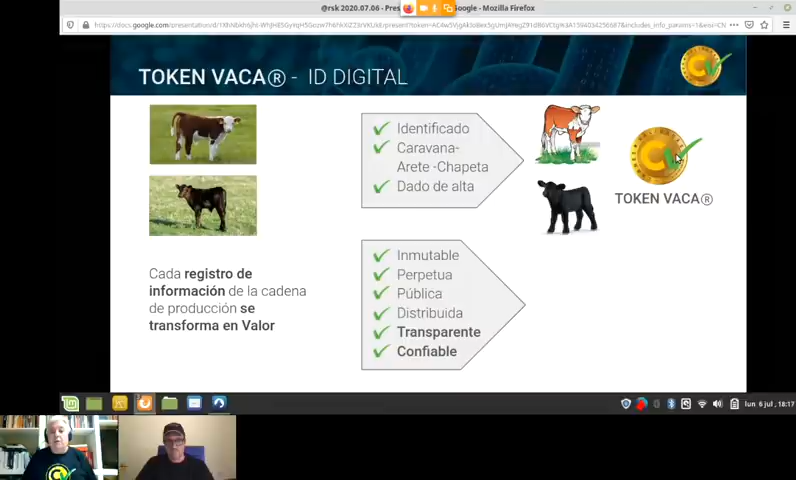 @rsk 2020.07.06 - Pres
Google - Mozilla Firefox
TOKEN VACA® - ID DIGITAL
Identificado
Caravana-
Arete -Chapeta
Dado de alta
TOKEN VACA®
Inmutable
Perpetua
Pública
Distribuida
Transparente
Confiable
Cada registro de
información de la cadena
de producción se
transforma en Valor
lun 6 jul, 18:17